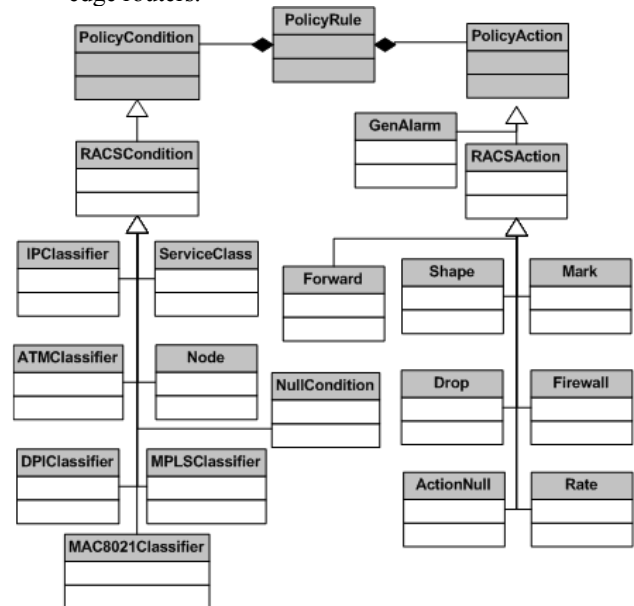 edge routers.
PolicyRule
PolicyCondition
PolicyAction
GenAlarm
RACSCondition
RACSAction
IPClassifier
ServiceClass
Forward
Shape
Mark
ATMClassifier
Node
NullCondition
Drop
Firewall
DPIClassifier
MPLSClassifier
ActionNull
Rate
MAC8021Classifier